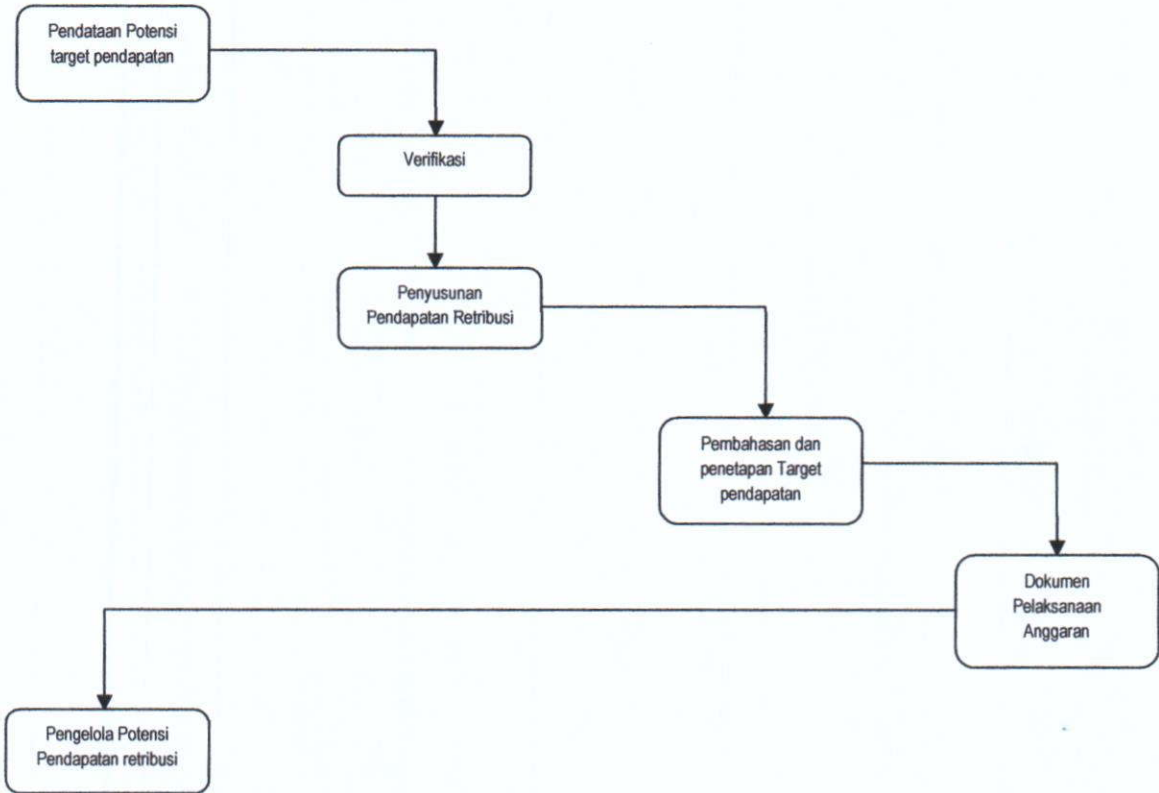 Pendataan Potensi
target pendapatan
Verifikasi
Penyusunan
Pendapatan Retribusi
Pembahasan dan
penetapan Target
pendapatan
Dokumen
Pelaksanaan
Anggaran
Pengelola Potensi
Pendapatan retribusi